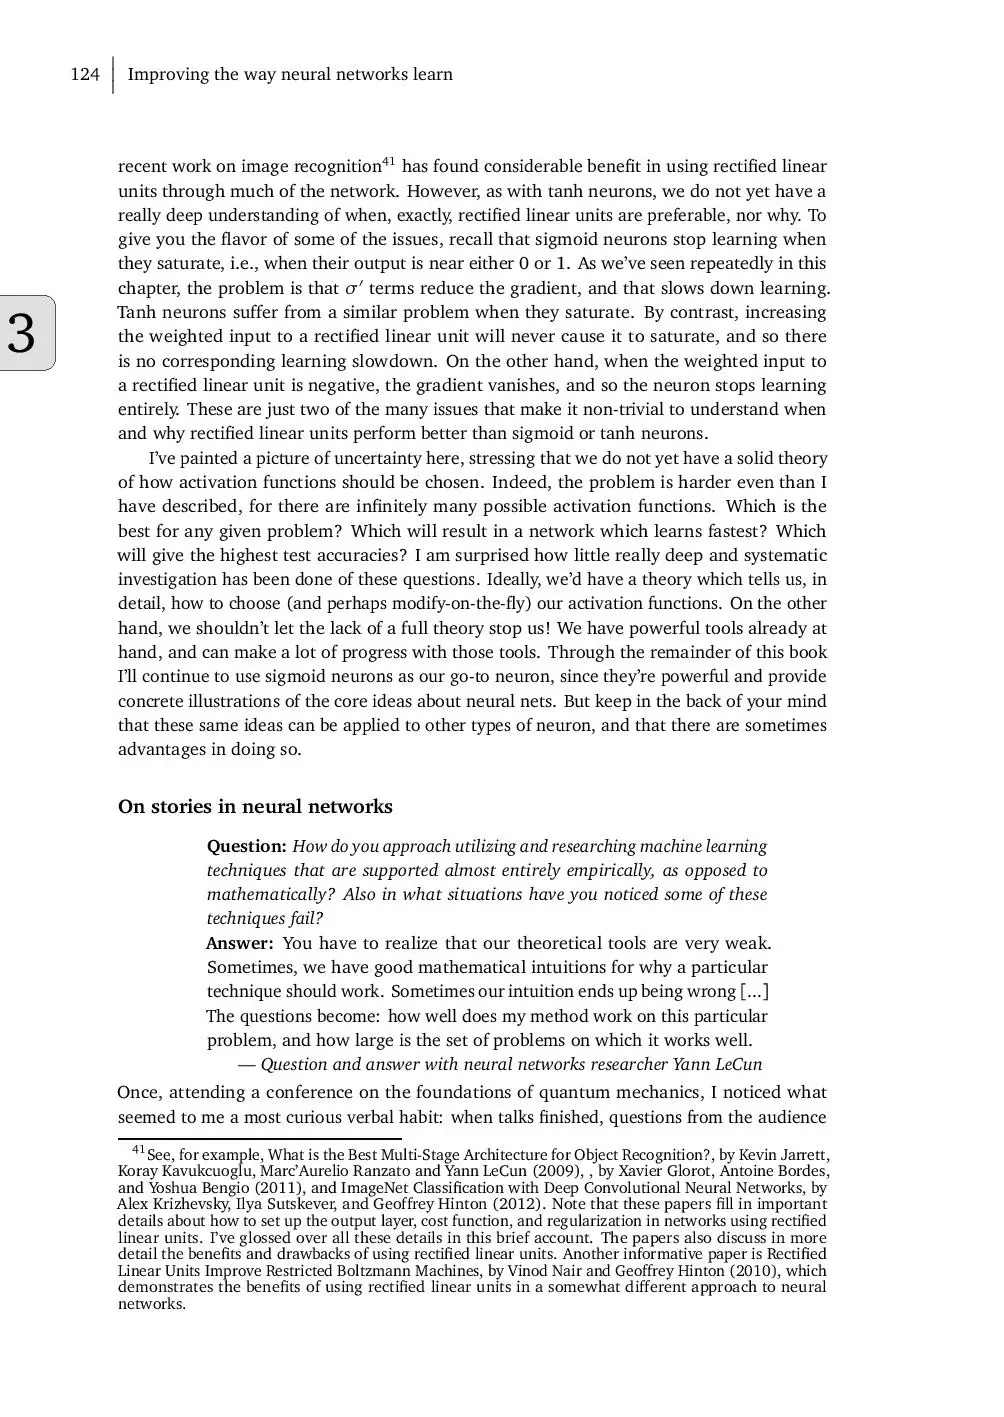 124 Improving the way neural networks learn
recent work on image recognition41 has found considerable benefit in using rectified linear
units through much of the network. However, as with tanh neurons, we do not yet have a
really deep understanding of when, exactly, rectified linear units are preferable, nor why. To
give you the flavor of some of the issues, recall that sigmoid neurons stop learning when
they saturate, i.e., when their output is near either 0 or 1. As we've seen repeatedly in this
chapter, the problem is that σ′ terms reduce the gradient, and that slows down learning.
Tanh neurons suffer from a similar problem when they saturate. By contrast, increasing
3
the weighted input to a rectified linear unit will never cause it to saturate, and so there
is no corresponding learning slowdown. On the other hand, when the weighted input to
a rectified linear unit is negative, the gradient vanishes, and so the neuron stops learning
entirely. These are just two of the many issues that make it non-trivial to understand when
and why rectified linear units perform better than sigmoid or tanh neurons.
I've painted a picture of uncertainty here, stressing that we do not yet have a solid theory
of how activation functions should be chosen. Indeed, the problem is harder even than I
have described, for there are infinitely many possible activation functions. Which is the
best for any given problem? Which will result in a network which learns fastest? Which
will give the highest test accuracies? I am surprised how little really deep and systematic
investigation has been done of these questions. Ideally, we'd have a theory which tells us, in
detail, how to choose (and perhaps modify-on-the-fly) our activation functions. On the other
hand, we shouldn't let the lack of a full theory stop us! We have powerful tools already at
hand, and can make a lot of progress with those tools. Through the remainder of this book
I'll continue to use sigmoid neurons as our go-to neuron, since they're powerful and provide
concrete illustrations of the core ideas about neural nets. But keep in the back of your mind
that these same ideas can be applied to other types of neuron, and that there are sometimes
advantages in doing so.
On stories in neural networks
Question: How do you approach utilizing and researching machine learning
techniques that are supported almost entirely empirically, as opposed to
mathematically? Also in what situations have you noticed some of these
techniques fail?
Answer: You have to realize that our theoretical tools are very weak.
Sometimes, we have good mathematical intuitions for why a particular
technique should work. Sometimes our intuition ends up being wrong [...]
The questions become: how well does my method work on this particular
problem, and how large is the set of problems on which it works well.
— Question and answer with neural networks researcher Yann LeCun
Once, attending a conference on the foundations of quantum mechanics, I noticed what
seemed to me a most curious verbal habit: when talks finished, questions from the audience
41See, for example, What is the Best Multi-Stage Architecture for Object Recognition?, by Kevin Jarrett,
Koray Kavukcuoglu, Marc'Aurelio Ranzato and Yann LeCun (2009), , by Xavier Glorot, Antoine Bordes,
and Yoshua Bengio (2011), and ImageNet Classification with Deep Convolutional Neural Networks, by
Alex Krizhevsky, Ilya Sutskever, and Geoffrey Hinton (2012). Note that these papers fill in important
details about how to set up the output layer, cost function, and regularization in networks using rectified
linear units. I've glossed over all these details in this brief account. The papers also discuss in more
detail the benefits and drawbacks of using rectified linear units. Another informative paper is Rectified
Linear Units Improve Restricted Boltzmann Machines, by Vinod Nair and Geoffrey Hinton (2010), which
demonstrates the benefits of using rectified linear units in a somewhat different approach to neural
networks.